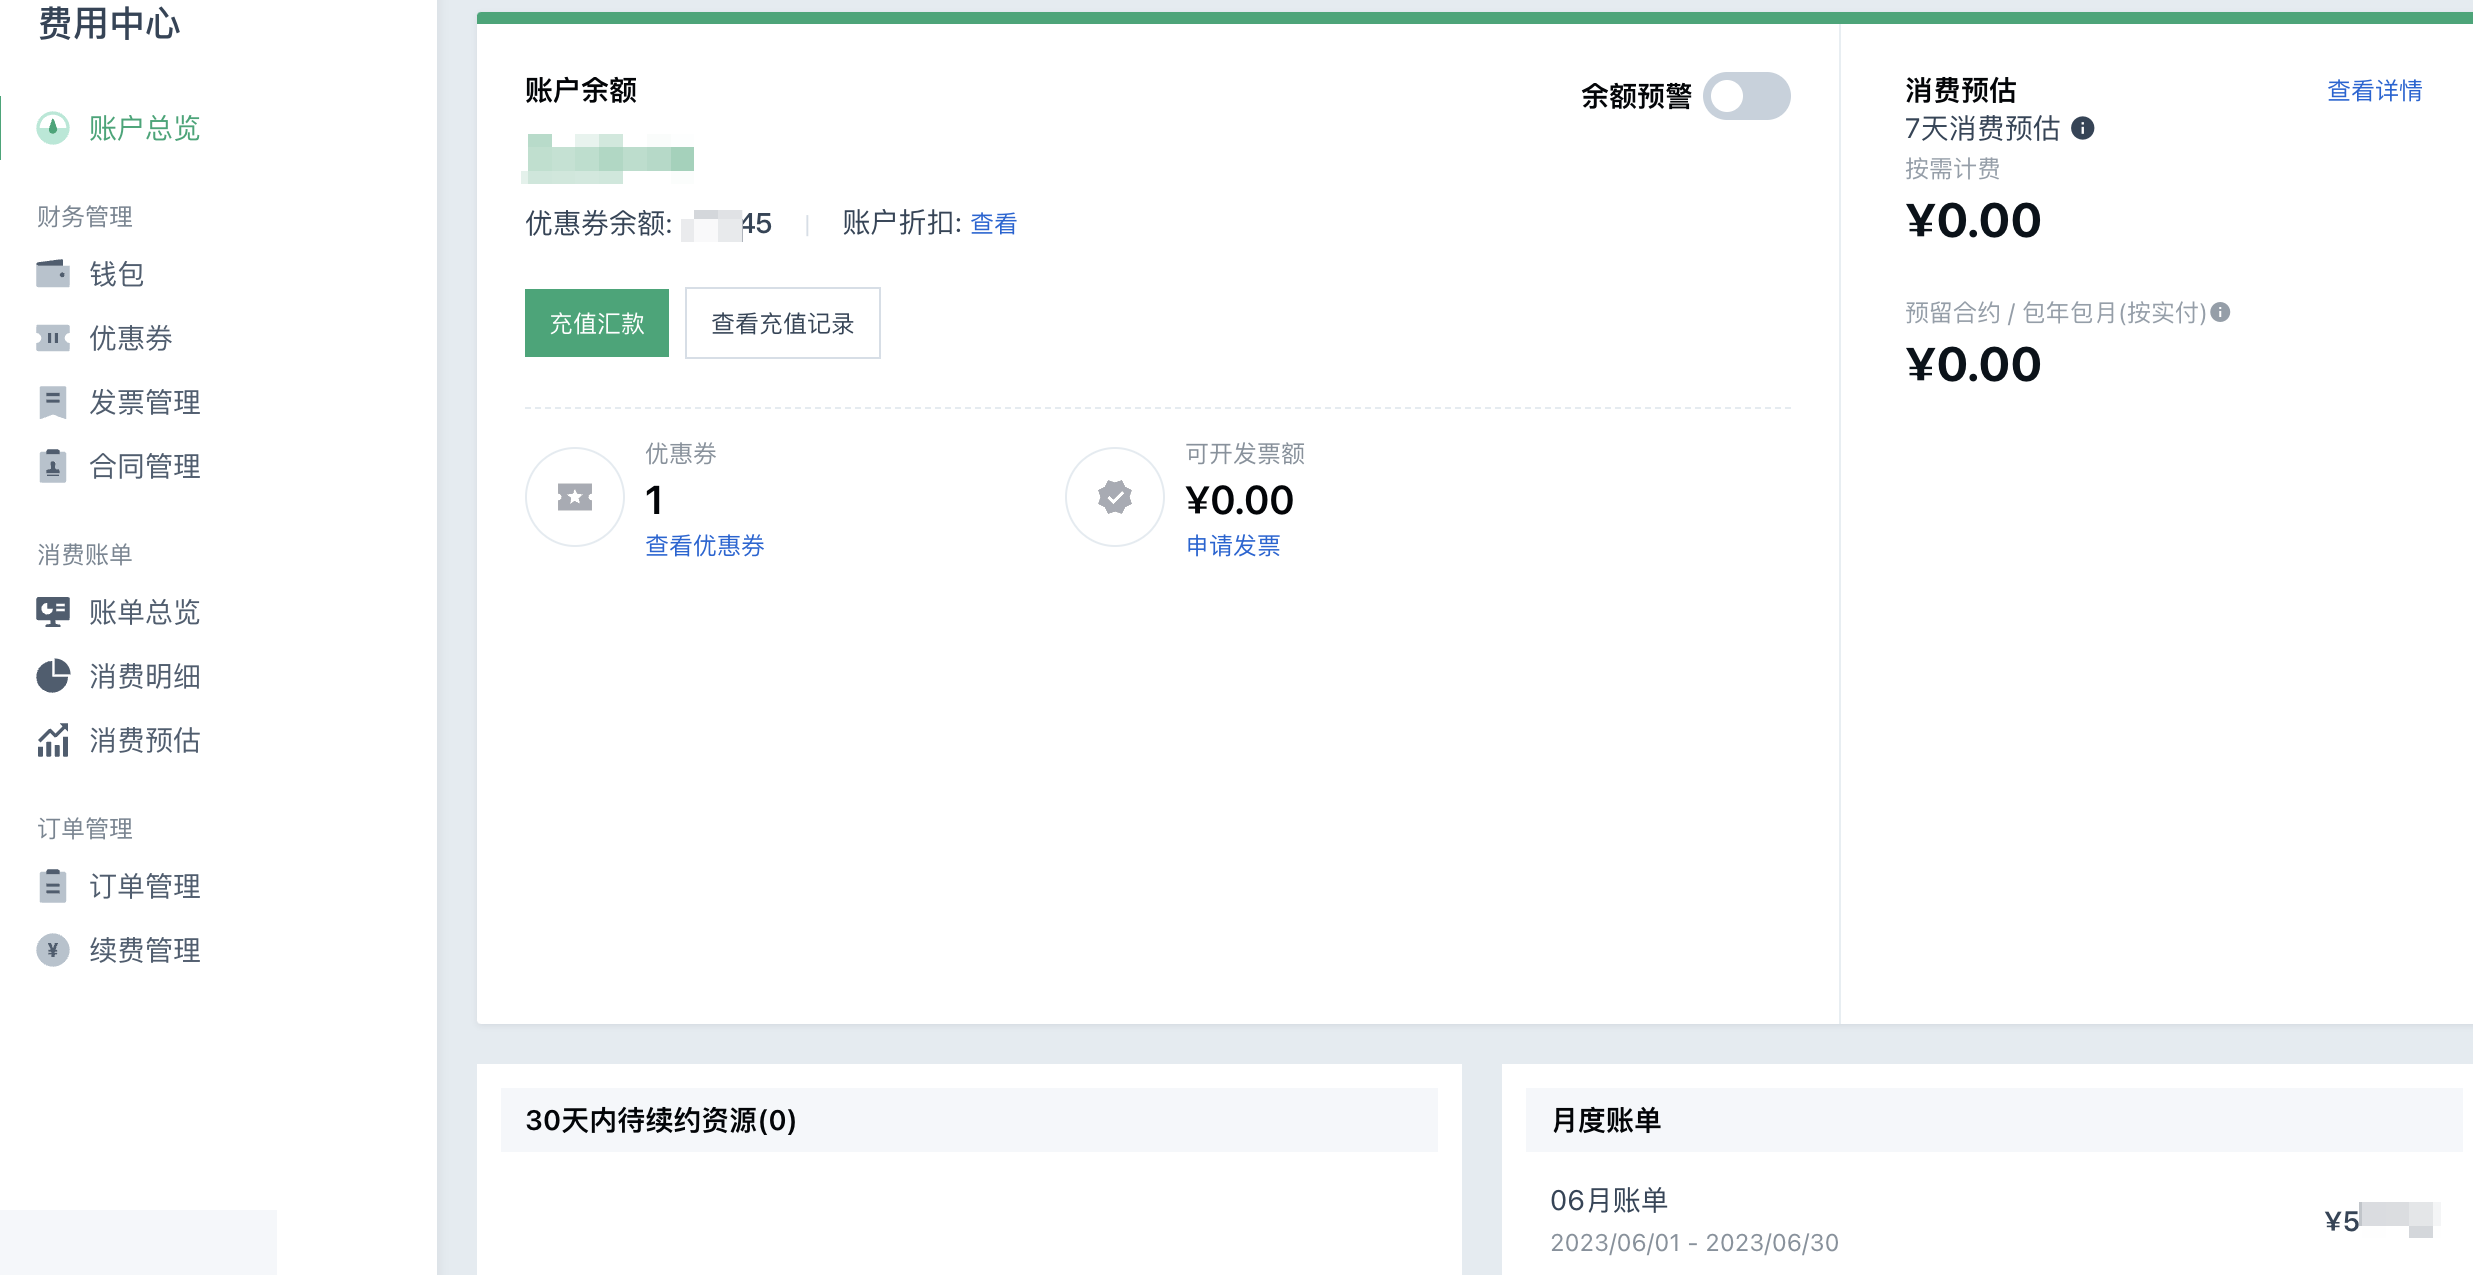 费用中心
账户总览
财务管理
钱包
优惠券
发票管理
合同管理
消费账单
账单总览
消费明细
消费预估
订单管理
订单管理
续费管理
账户余额
余额预警
优惠券余额: 45
账户折扣: 查看
充值汇款
查看充值记录
优惠券
1
查看优惠券
可开发票额
¥0.00
申请发票
消费预估
查看详情
7天消费预估
按需计费
¥0.00
预留合约 / 包年包月(按实付)
¥0.00
30天内待续约资源(0)
月度账单
06月账单
¥5
2023/06/01 - 2023/06/30